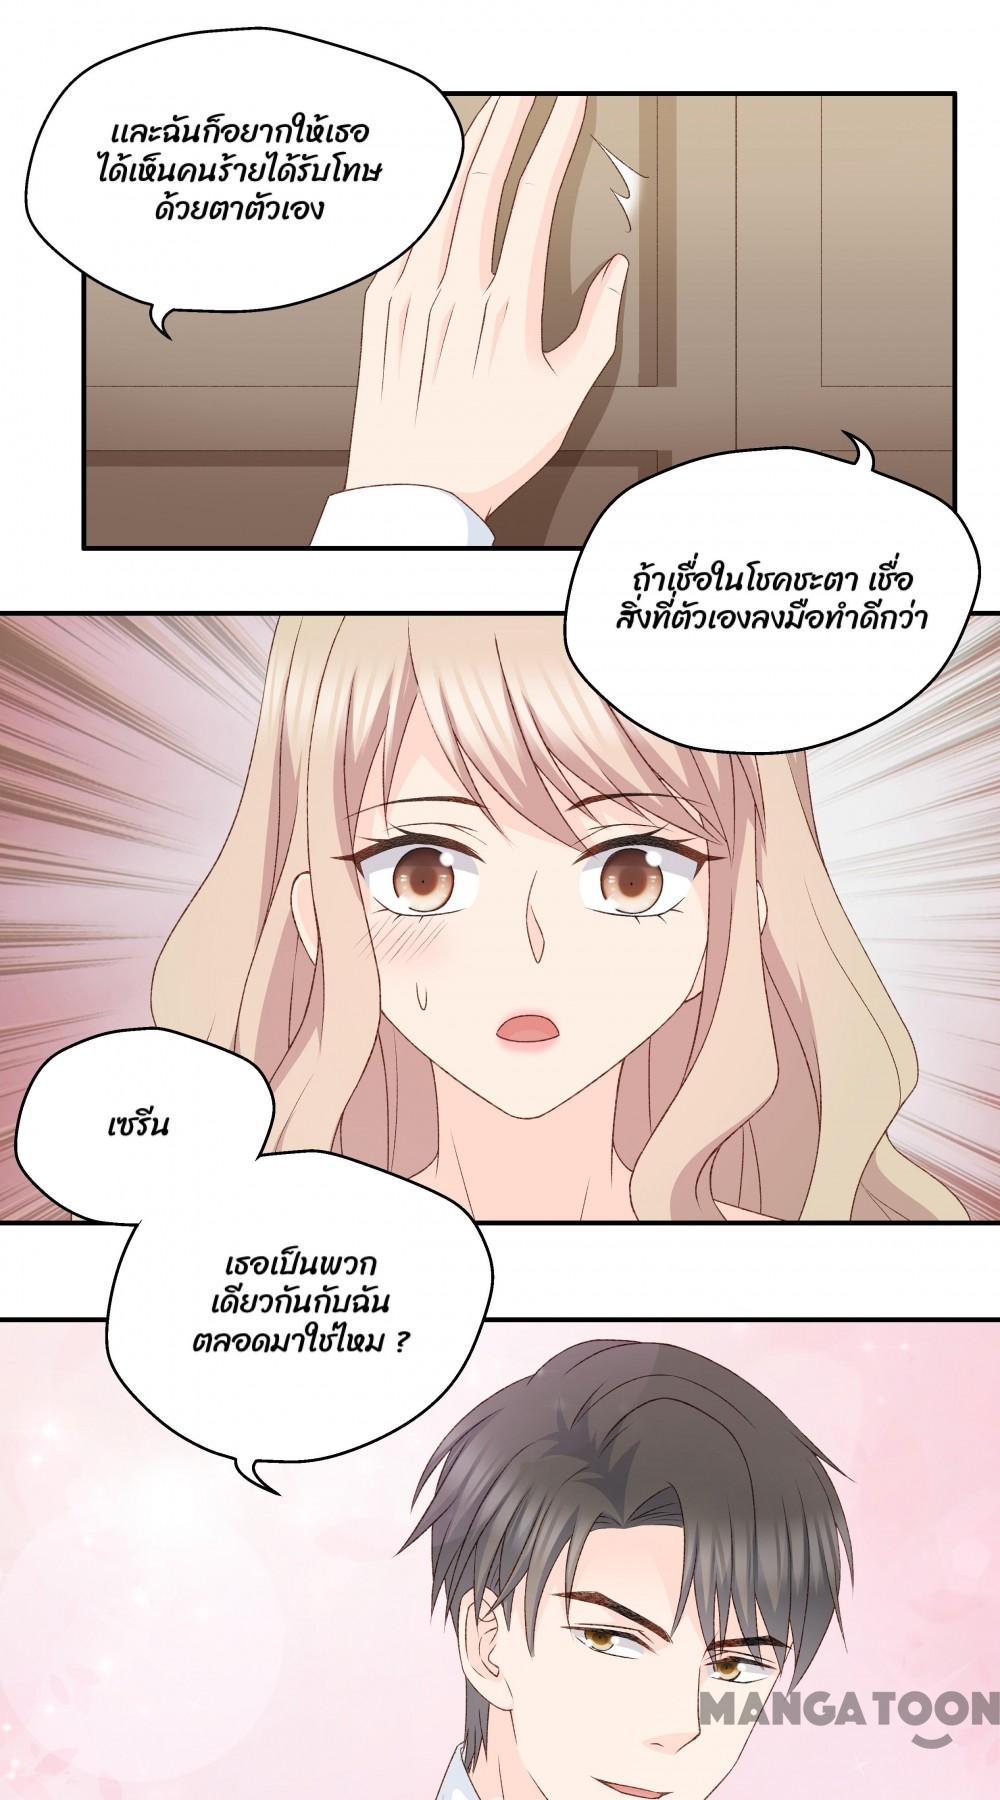 และฉันก็อยากให้เธอ
ได้เห็นคนร้ายได้รับโทษ
ด้วยตาตัวเอง
ถ้าเชื่อในโชคชะตา เชื่อ
สิ่งที่ตัวเองลงมือทำดีกว่า
เซรีน
เธอเป็นพวก
เดียวกันกับฉัน
ตลอดมาใช่ไหม ?
MANGATOON